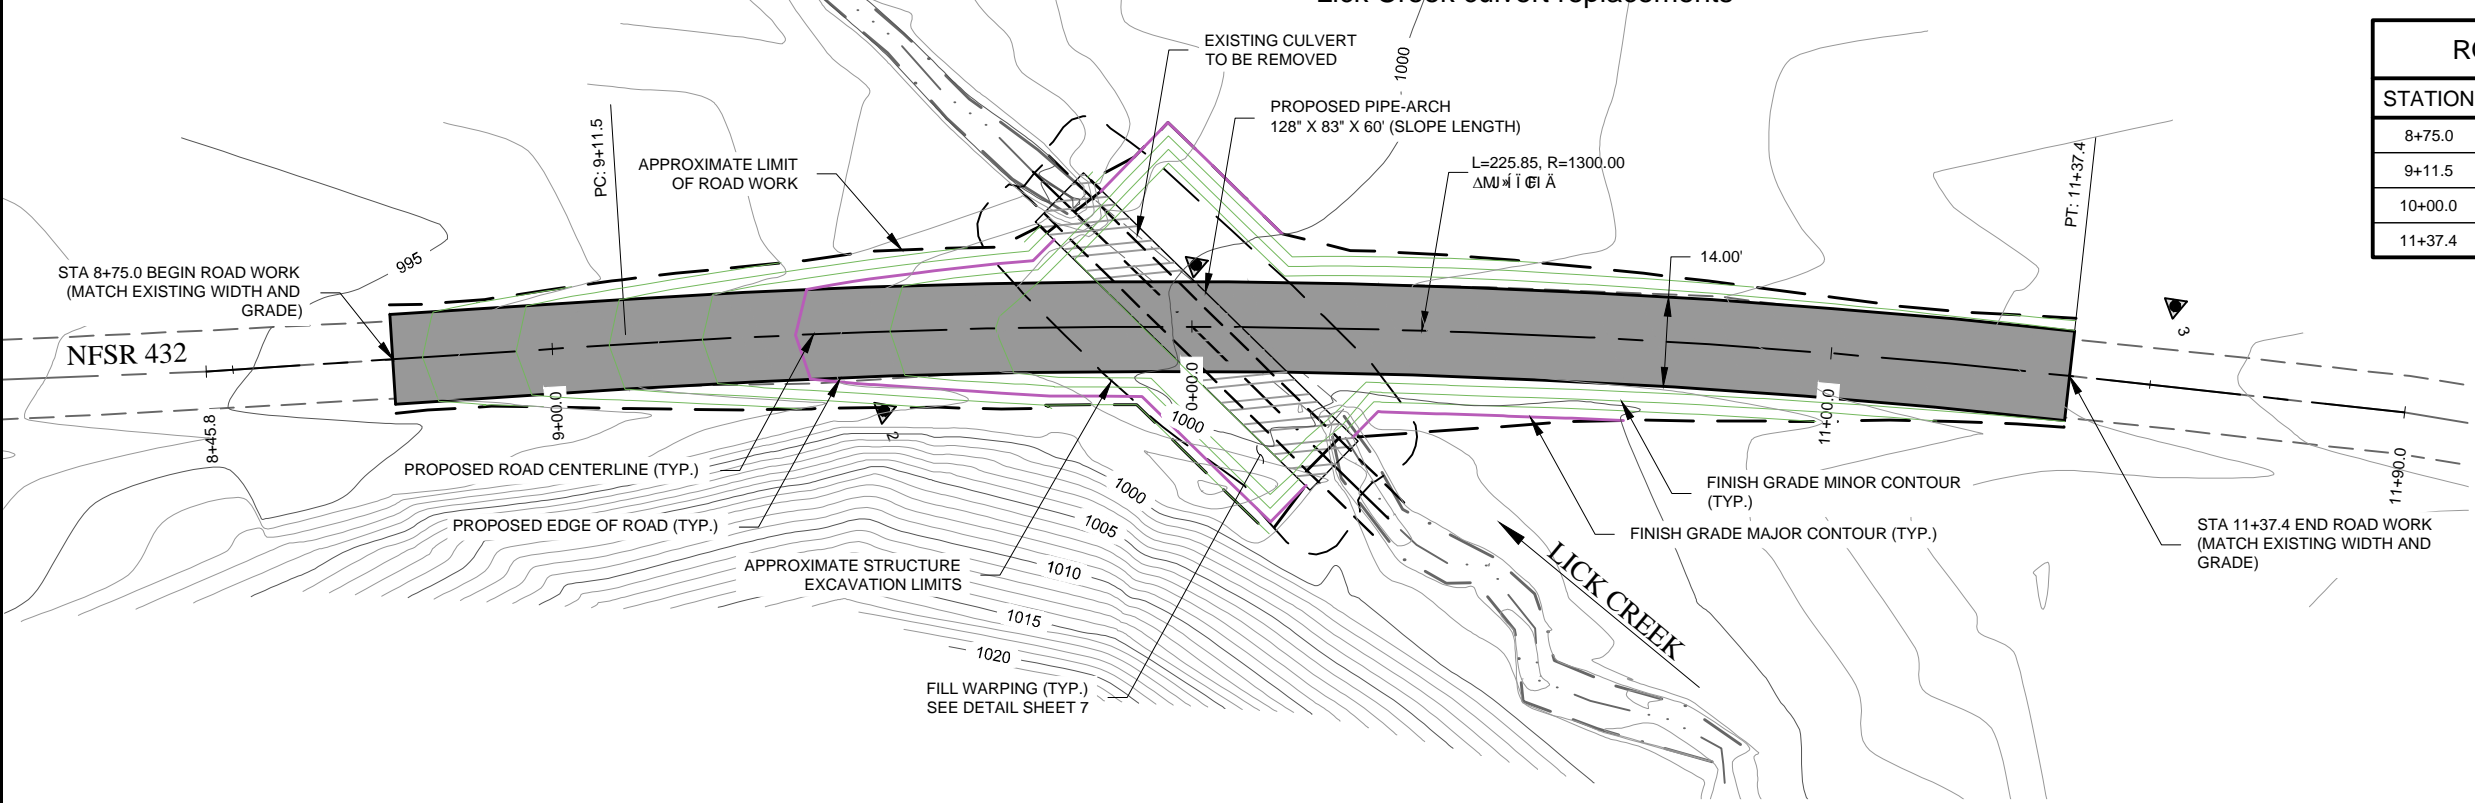 EXISTING CULVERT
TO BE REMOVED
1000
PROPOSED PIPE-ARCH
128" X 83" X 60' (SLOPE LENGTH)
L=225.85, R=1300.00
APPROXIMATE LIMIT
OF ROAD WORK
PC: 9+11.5
PT: 11+37.4
STATION
8+75.0
9+11.5
10+00.0
11+37.4
995
STA 8+75.0 BEGIN ROAD WORK
(MATCH EXISTING WIDTH AND
GRADE)
14.00'
NFSR 432
3
8+45.8
9+00.0
2
0+00.0
1000
11+00.0
11+90.0
PROPOSED ROAD CENTERLINE (TYP.)
PROPOSED EDGE OF ROAD (TYP.)
APPROXIMATE STRUCTURE
EXCAVATION LIMITS
1000
1005
1010
1015
1020
FILL WARPING (TYP.)
SEE DETAIL SHEET 7
FINISH GRADE MINOR CONTOUR
(TYP.)
FINISH GRADE MAJOR CONTOUR (TYP.)
LICK CREEK
STA 11+37.4 END ROAD WORK
(MATCH EXISTING WIDTH AND
GRADE)